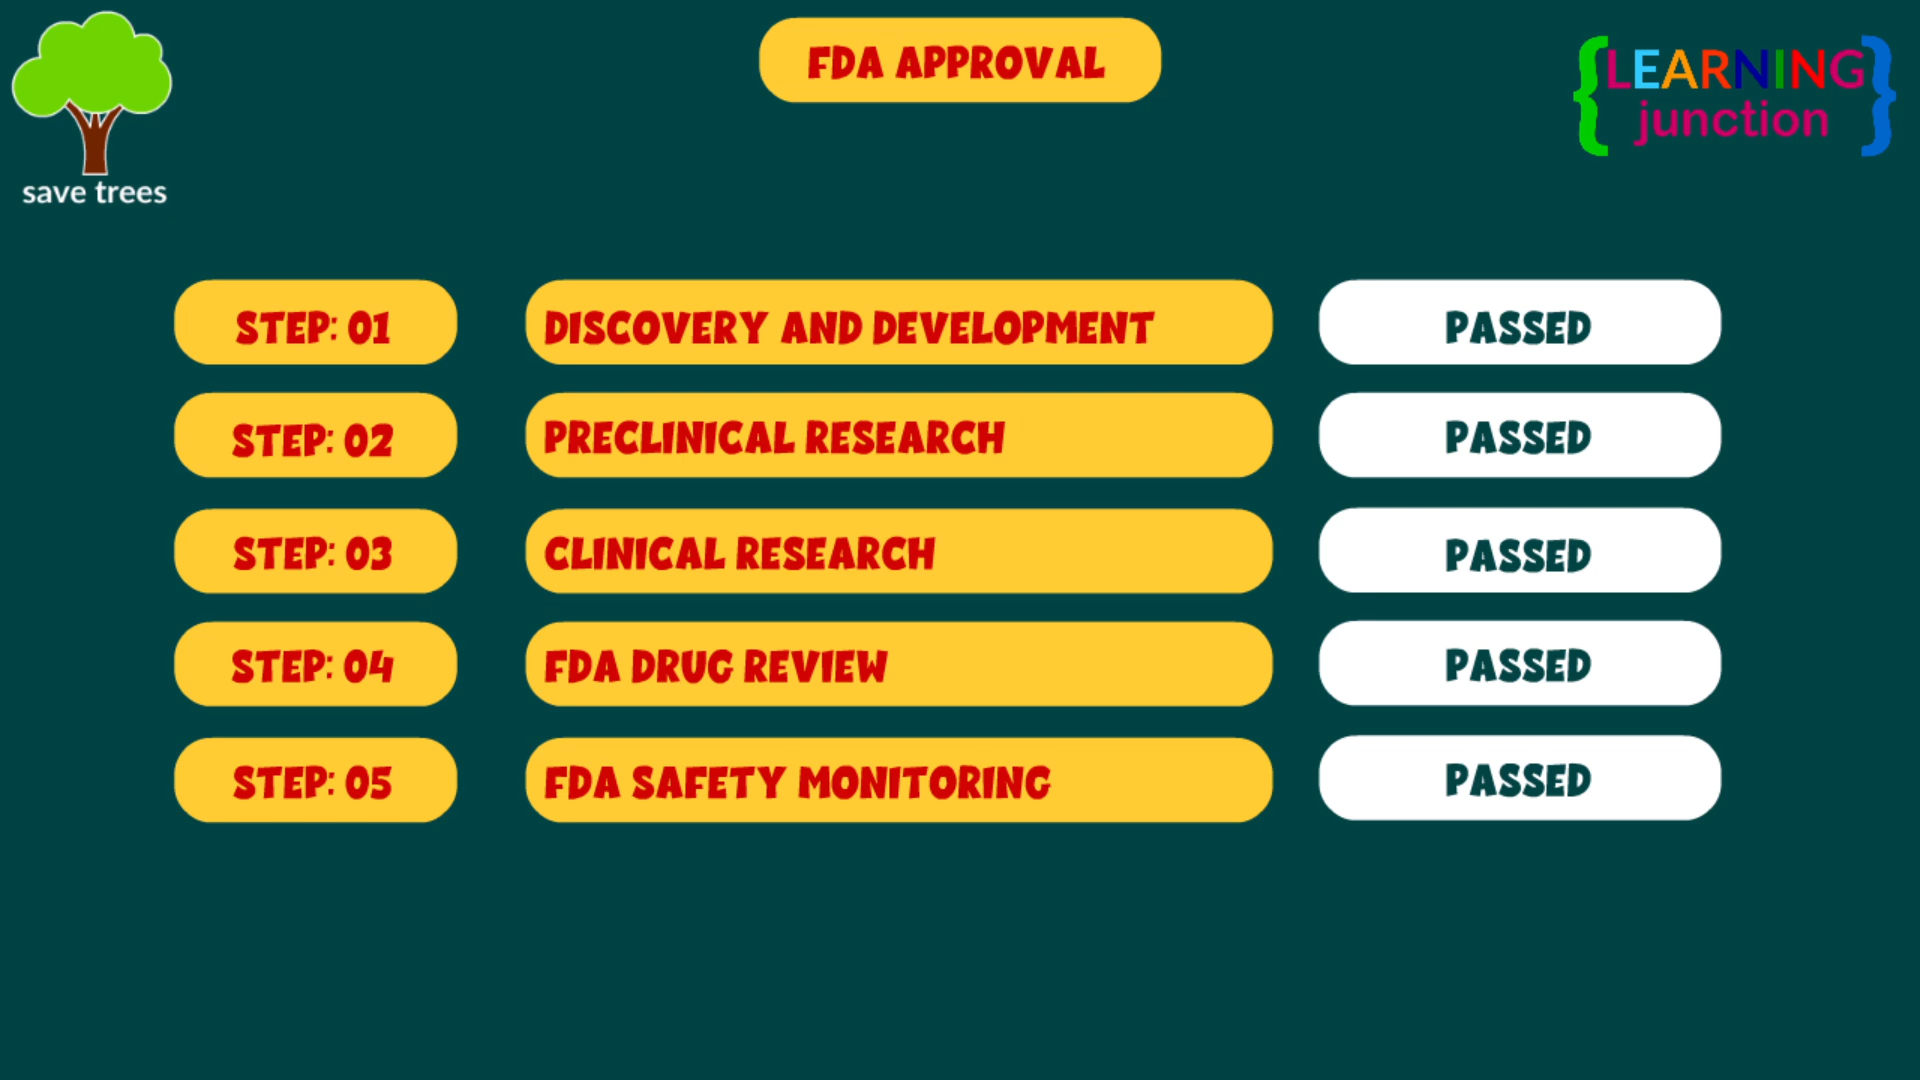 FDA APPROVAL
{LEARNING
junction}
save trees
STEP: 01 DISCOVERY AND DEVELOPMENT PASSED
STEP: 02 PRECLINICAL RESEARCH PASSED
STEP: 03 CLINICAL RESEARCH PASSED
STEP: 04 FDA DRUG REVIEW PASSED
STEP: 05 FDA SAFETY MONITORING PASSED